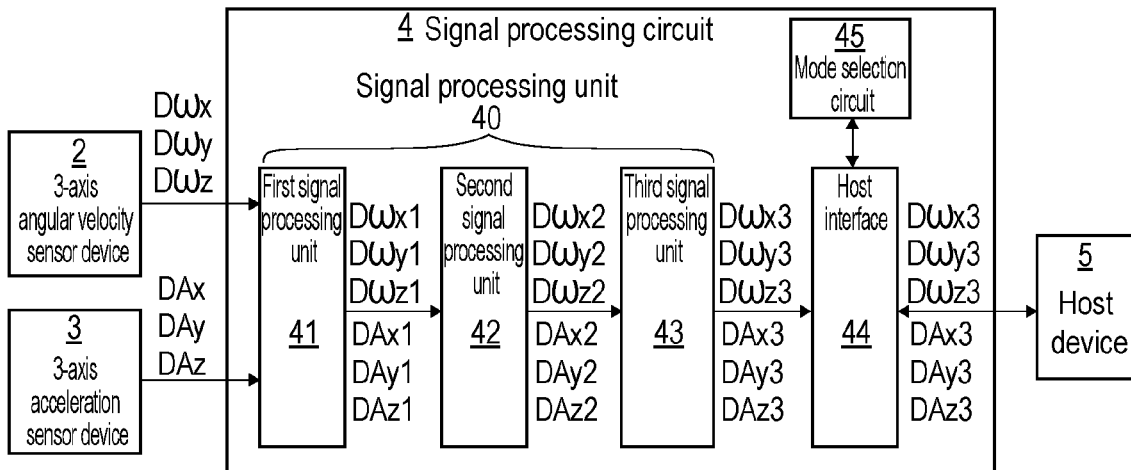 4 Signal processing circuit
Signal processing unit
40
45
Mode selection
circuit
Dωx
Dωy
Dωz
2
3-axis
angular velocity
sensor device
DAx
DAy
DAz
3
3-axis
acceleration
sensor device
First signal
processing
unit
41
Dωx1
Dωy1
Dωz1
DAx1
DAy1
DAz1
Second
signal
processing
unit
42
Dωx2
Dωy2
Dωz2
DAx2
DAy2
DAz2
Third signal
processing
unit
43
Dωx3
Dωy3
Dωz3
DAx3
DAy3
DAz3
Host
interface
44
Dωx3
Dωy3
Dωz3
DAx3
DAy3
DAz3
5
Host
device